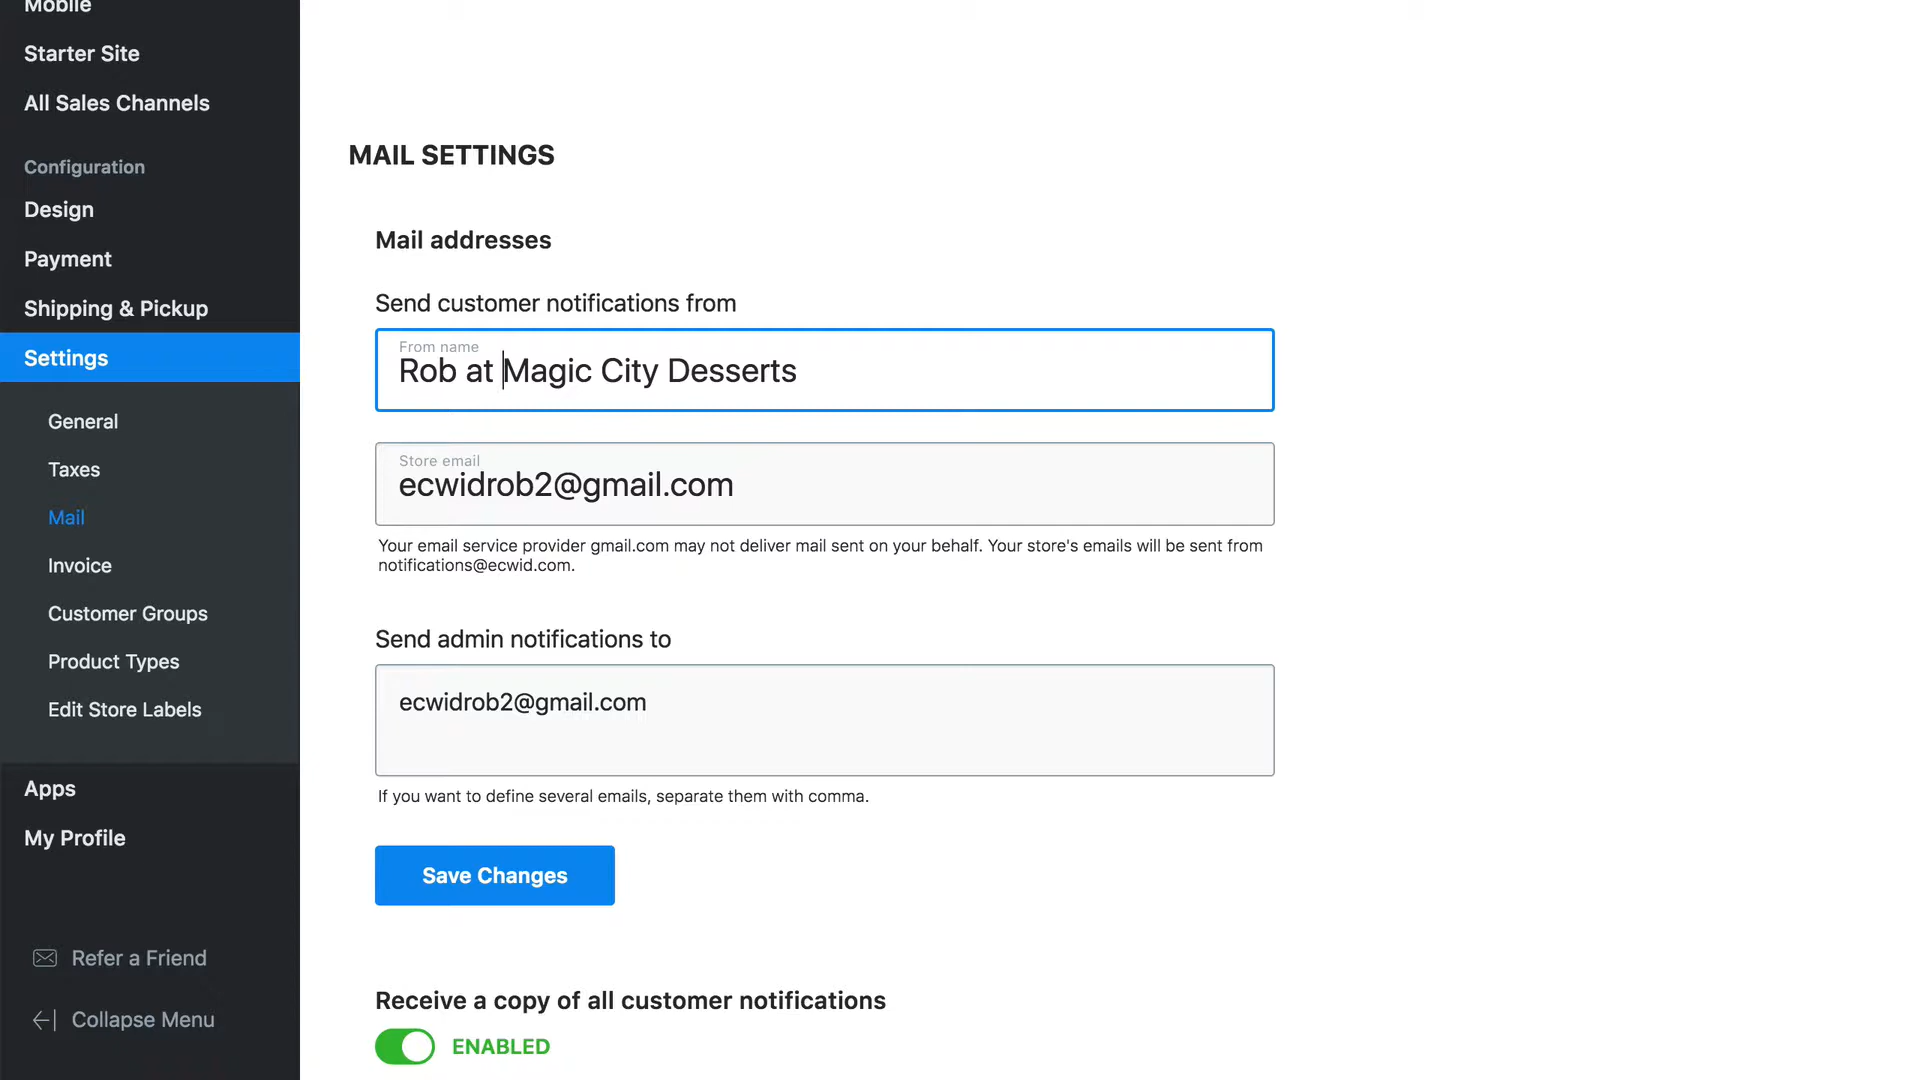 Mobile
Starter Site
All Sales Channels
Configuration
Design
Payment
Shipping & Pickup
Settings
General
Taxes
Mail
Invoice
Customer Groups
Product Types
Edit Store Labels
Apps
My Profile
Refer a Friend
Collapse Menu
MAIL SETTINGS
Mail addresses
Send customer notifications from
From name
Rob at Magic City Desserts
Store email
ecwidrob2@gmail.com
Your email service provider gmail.com may not deliver mail sent on your behalf. Your store's emails will be sent from
notifications@ecwid.com.
Send admin notifications to
ecwidrob2@gmail.com
If you want to define several emails, separate them with comma.
Save Changes
Receive a copy of all customer notifications
ENABLED